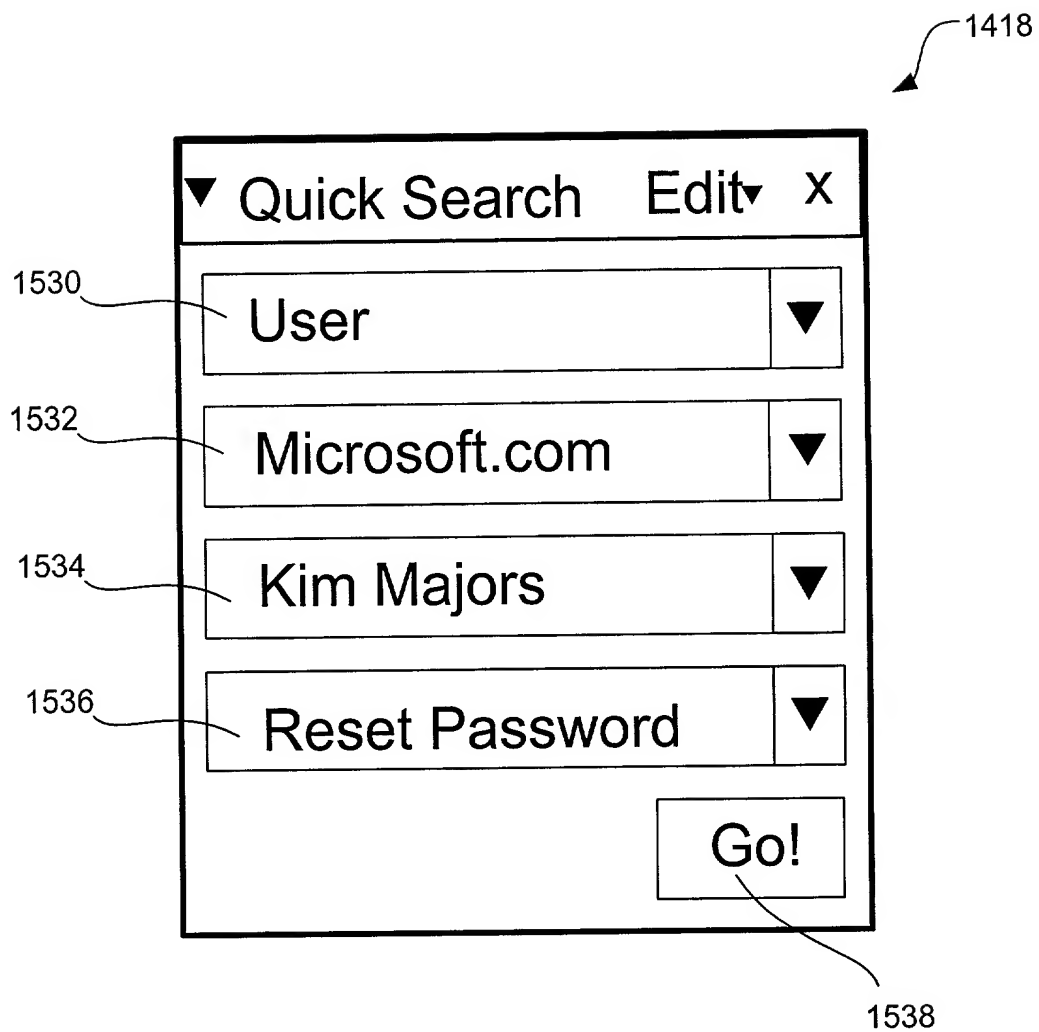 1418
Quick Search Edit X
1530
User
1532
Microsoft.com
1534
Kim Majors
1536
Reset Password
Go!
1538